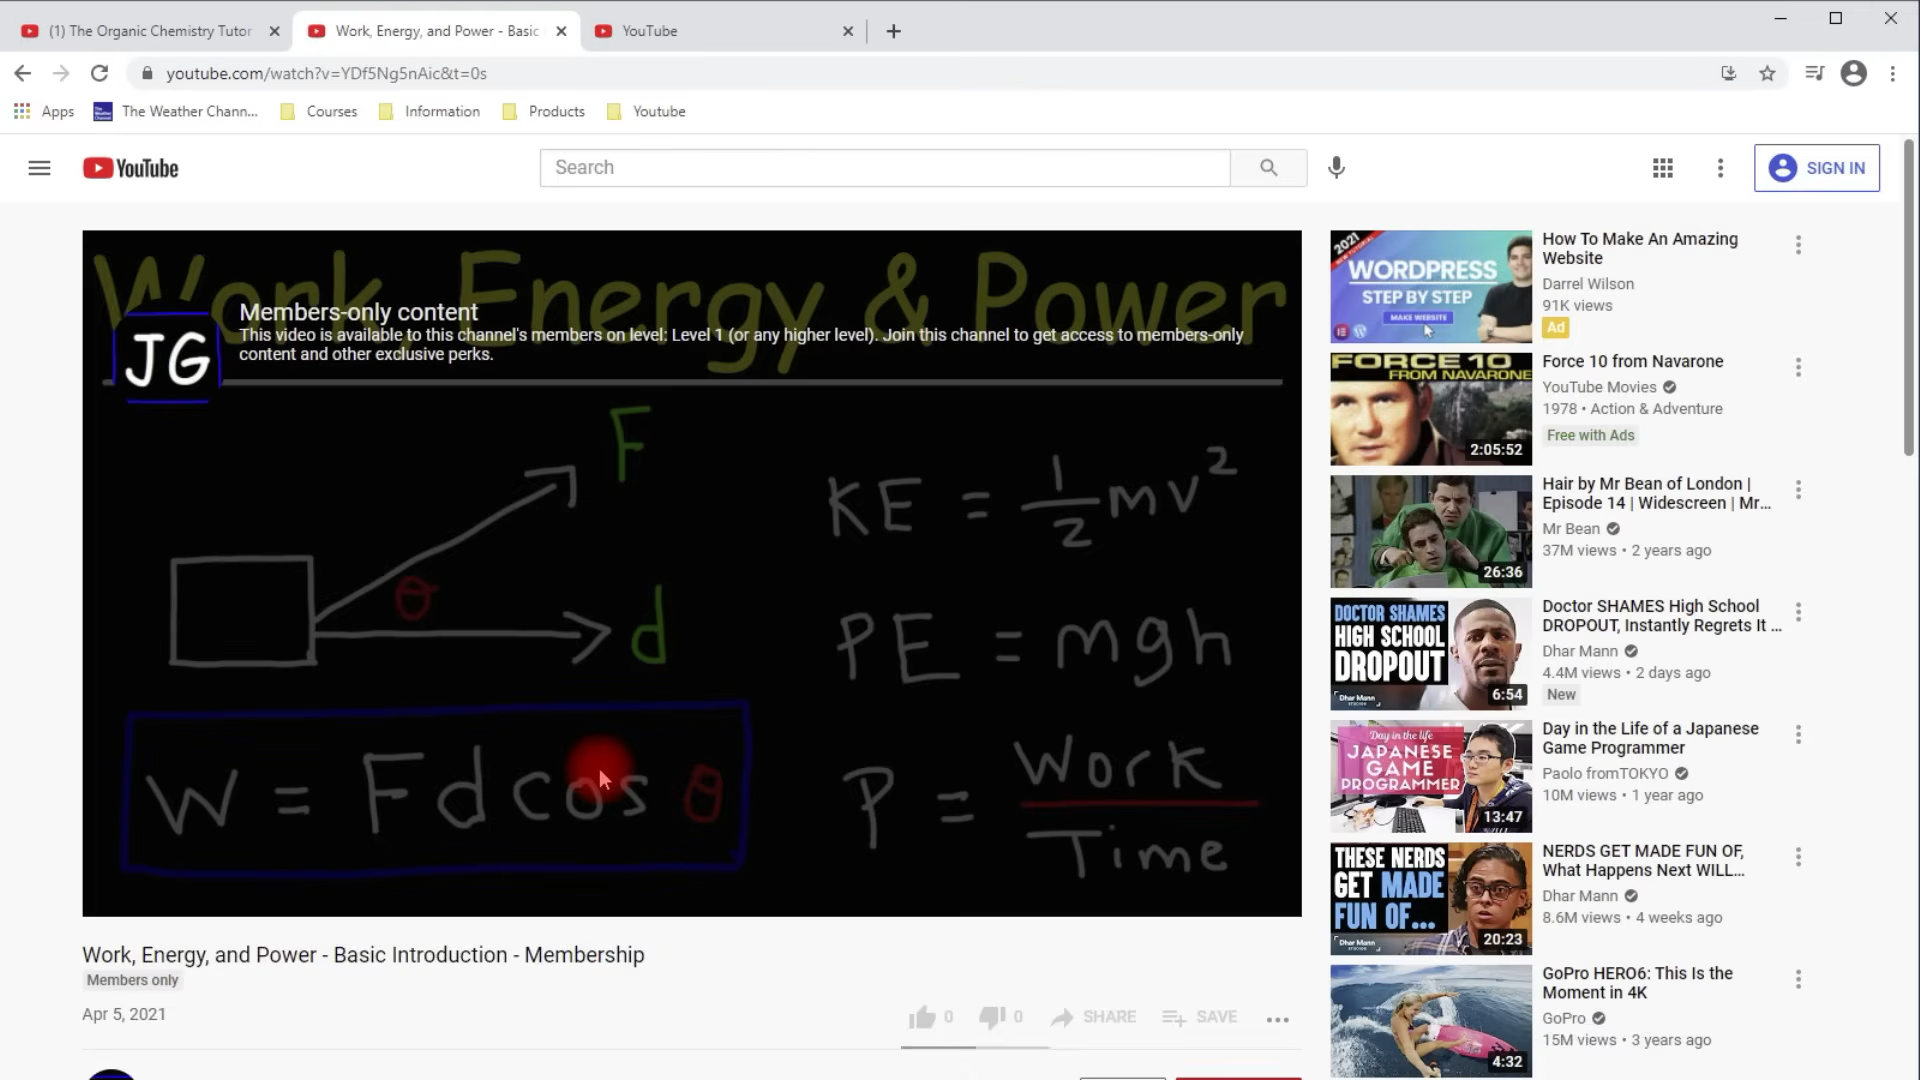 (1) The Organic Chemistry Tutor
Work, Energy, and Power - Basic
YouTube
youtube.com/watch?v=YDf5Ng5nAic&t=0s
Apps
The Weather Chann...
Courses
Information
Products
Youtube
YouTube
Search
SIGN IN
Work, Energy & Power
JG
Members-only content
This video is available to this channel's members on level: Level 1 (or any higher level). Join this channel to get access to members-only
content and other exclusive perks.
F
θ
d
W = Fdcos θ
KE = 1/2 mv²
PE = mgh
P = Work
Time
Work, Energy, and Power - Basic Introduction - Membership
Members only
Apr 5, 2021
0
0
SHARE
SAVE
2021
WORDPRESS
STEP BY STEP
MAKE WEBSITE
How To Make An Amazing
Website
Darrel Wilson
91K views
Ad
FORCE 10
FROM NAVARONE
2:05:52
Force 10 from Navarone
YouTube Movies
1978 • Action & Adventure
Free with Ads
26:36
Hair by Mr Bean of London |
Episode 14 | Widescreen | Mr...
Mr Bean
37M views • 2 years ago
DOCTOR SHAMES
HIGH SCHOOL
DROPOUT
Dhar Mann
6:54
Doctor SHAMES High School
DROPOUT, Instantly Regrets It ...
Dhar Mann
4.4M views • 2 days ago
New
Day in the life
JAPANESE
GAME
PROGRAMMER
13:47
Day in the Life of a Japanese
Game Programmer
Paolo fromTOKYO
10M views • 1 year ago
THESE NERDS
GET MADE
FUN OF...
Dhar Mann
20:23
NERDS GET MADE FUN OF,
What Happens Next WILL...
Dhar Mann
8.6M views • 4 weeks ago
4:32
GoPro HERO6: This Is the
Moment in 4K
GoPro
15M views • 3 years ago